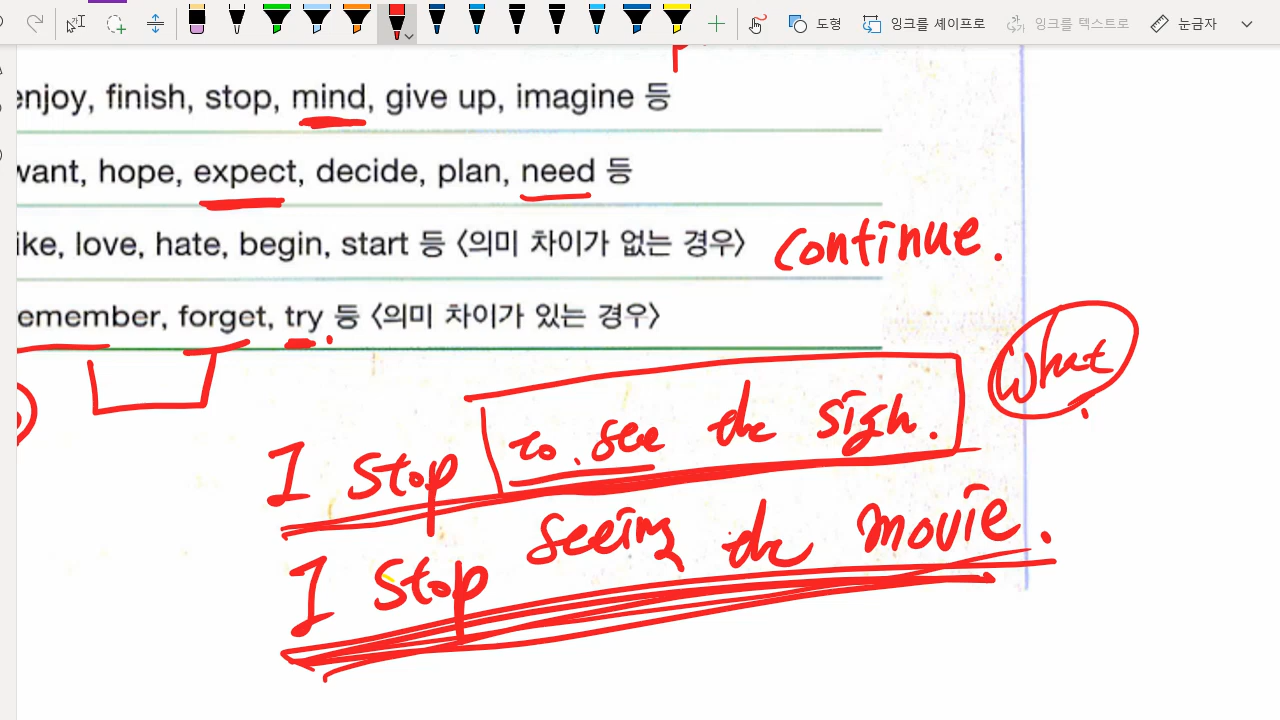 도형 잉크를 셰이프로 잉크를 텍스트로 눈금자
enjoy, finish, stop, mind, give up, imagine 등
want, hope, expect, decide, plan, need 등
like, love, hate, begin, start 등 〈의미 차이가 없는 경우〉 continue.
remember, forget, try 등 〈의미 차이가 있는 경우〉
What
I stop to see the sign.
I stop seeing the movie.